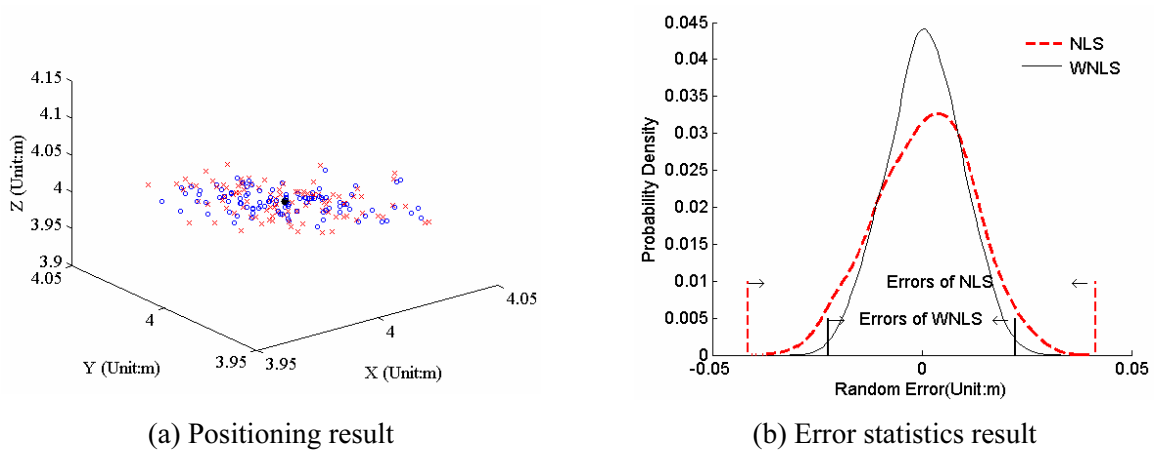 4.15
4.1
4.05
4
3.95
3.9
4.05
4
3.95
3.95
4
4.05
Z (Unit:m)
Y (Unit:m)
X (Unit:m)
(a) Positioning result
0.045
0.04
0.035
0.03
0.025
0.02
0.015
0.01
0.005
0
-0.05
0
0.05
Probability Density
Random Error(Unit:m)
NLS
WNLS
Errors of NLS
Errors of WNLS
(b) Error statistics result